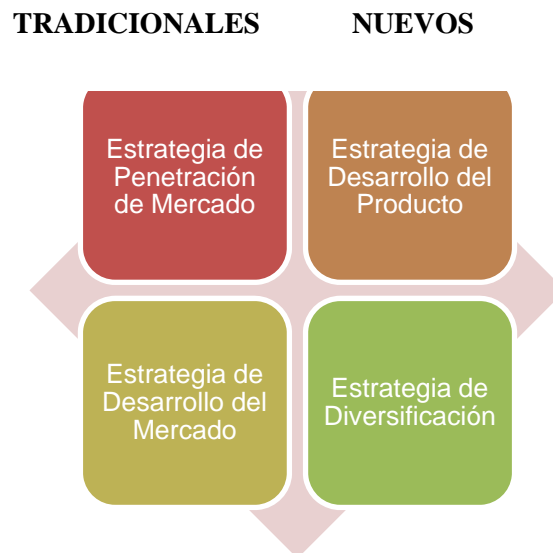 TRADICIONALES NUEVOS
Estrategia de
Penetración
de Mercado
Estrategia de
Desarrollo del
Producto
Estrategia de
Desarrollo del
Mercado
Estrategia de
Diversificación